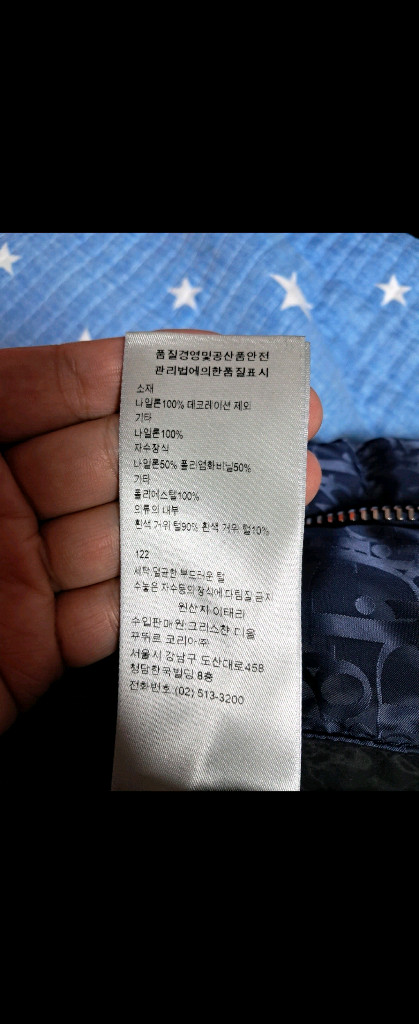 품질경영및공산품안전
관리법에의한품질표시
소재
나일론100% 데코레이션 제외
기타
나일론100%
자수장식
나일론50% 폴리염화비닐50%
기타
폴리에스텔100%
의류의 내부
흰색 거위 털90% 흰색 거위 털10%
122
세탁:멸균한 부드러운 털
수놓은 자수등의 장식에 다림질 금지
원산지:이태리
수입판매원:크리스챤 디올
꾸뛰르 코리아㈜
서울시 강남구 도산대로458
청담한국빌딩 8층
전화번호 (02) 513-3200